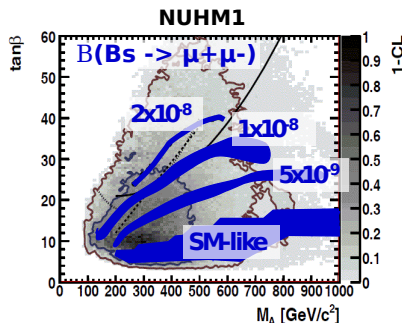 NUHM1
tanβ
60
50
40
30
20
10
0
B(Bs -> μ+μ-)
2x10-8
1x10-8
5x10-9
SM-like
0 100 200 300 400 500 600 700 800 900 1000
M_A [GeV/c²]
1
0.9
0.8
0.7
0.6
0.5
0.4
0.3
0.2
0.1
0
1-CL